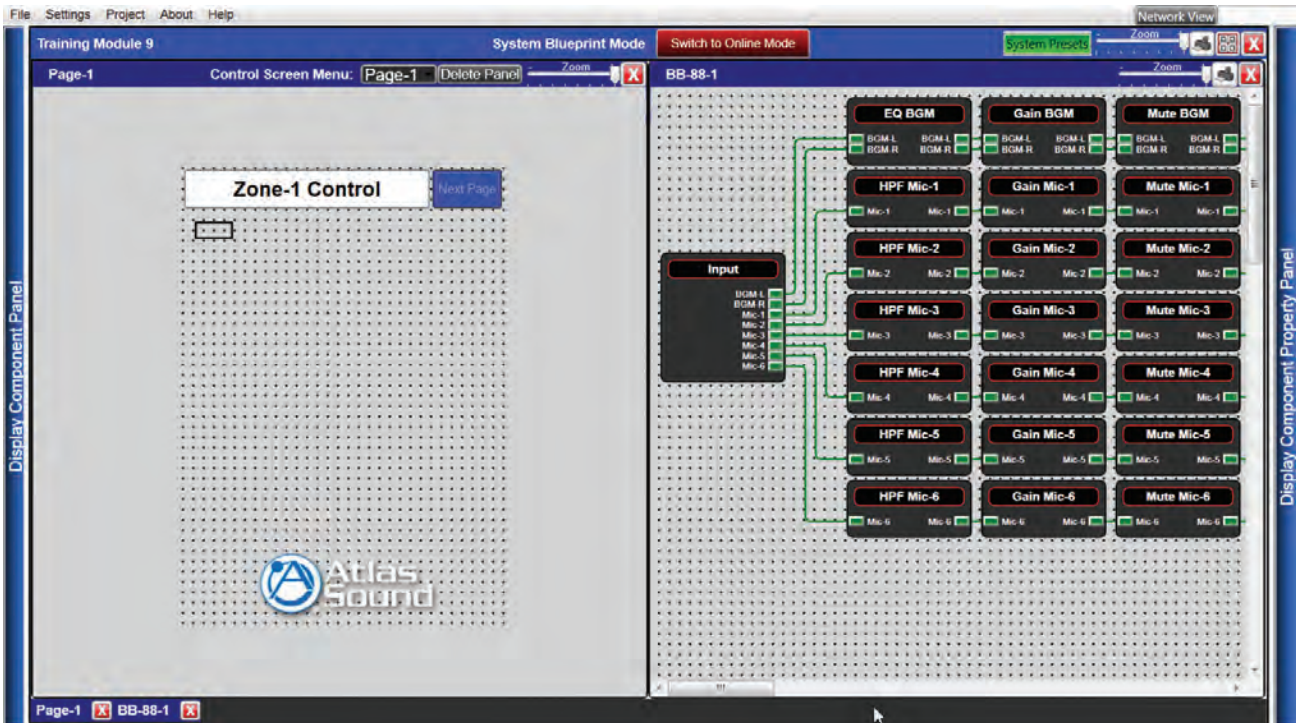 File Settings Project About Help
Network View
Training Module 9 System Blueprint Mode Switch to Online Mode System Presets Zoom
Page-1 Control Screen Menu: Page-1 Delete Panel Zoom BB-88-1 Zoom
Display Component Panel
Zone-1 Control Next Page
Atlas
Sound
Input
BGM-L
BGM-R
Mic-1
Mic-2
Mic-3
Mic-4
Mic-5
Mic-6
EQ BGM Gain BGM Mute BGM
BGM-L BGM-L BGM-L BGM-L BGM-L BGM-L
BGM-R BGM-R BGM-R BGM-R BGM-R BGM-R
HPF Mic-1 Gain Mic-1 Mute Mic-1
Mic-1 Mic-1 Mic-1 Mic-1 Mic-1 Mic-1
HPF Mic-2 Gain Mic-2 Mute Mic-2
Mic-2 Mic-2 Mic-2 Mic-2 Mic-2 Mic-2
HPF Mic-3 Gain Mic-3 Mute Mic-3
Mic-3 Mic-3 Mic-3 Mic-3 Mic-3 Mic-3
HPF Mic-4 Gain Mic-4 Mute Mic-4
Mic-4 Mic-4 Mic-4 Mic-4 Mic-4 Mic-4
HPF Mic-5 Gain Mic-5 Mute Mic-5
Mic-5 Mic-5 Mic-5 Mic-5 Mic-5 Mic-5
HPF Mic-6 Gain Mic-6 Mute Mic-6
Mic-6 Mic-6 Mic-6 Mic-6 Mic-6 Mic-6
Display Component Property Panel
Page-1 X BB-88-1 X